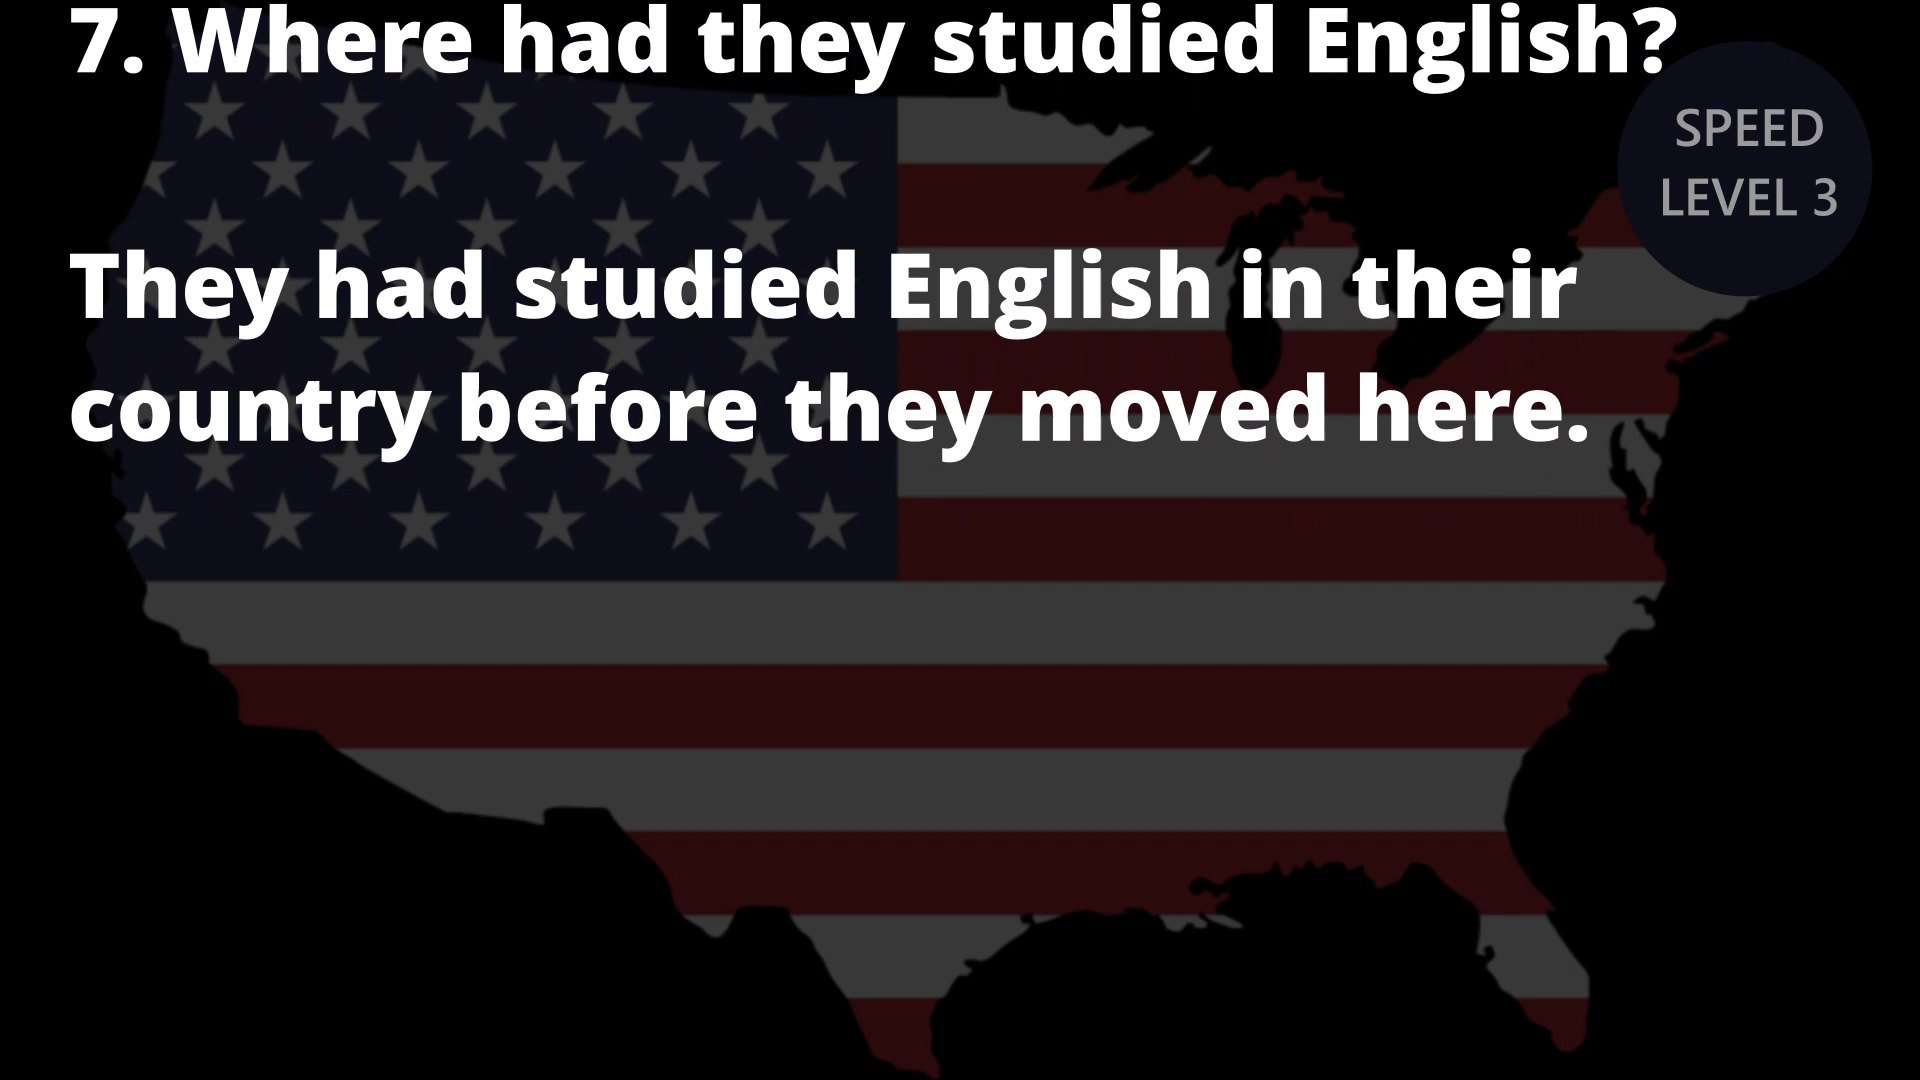 7. Where had they studied English?
SPEED
LEVEL 3
They had studied English in their
country before they moved here.